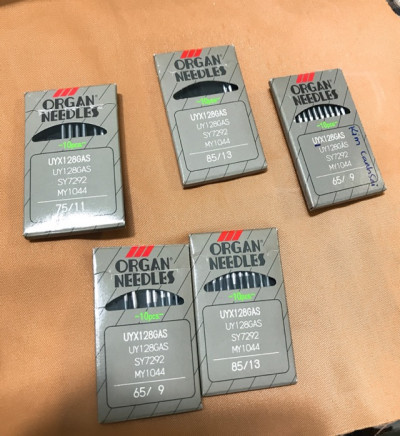 ORGAN®
NEEDLES
~10pcs.~
UYX128GAS
UY128GAS
SY7292
MY1044
75/11
ORGAN®
NEEDLES
~10pcs.~
UYX128GAS
UY128GAS
SY7292
MY1044
85/13
ORGAN®
NEEDLES
~10pcs.~
UYX128GAS
UY128GAS
SY7292
MY1044
65/ 9
ORGAN®
NEEDLES
~10pcs.~
UYX128GAS
UY128GAS
SY7292
MY1044
65/ 9
ORGAN®
NEEDLES
~10pcs.~
UYX128GAS
UY128GAS
SY7292
MY1044
85/13